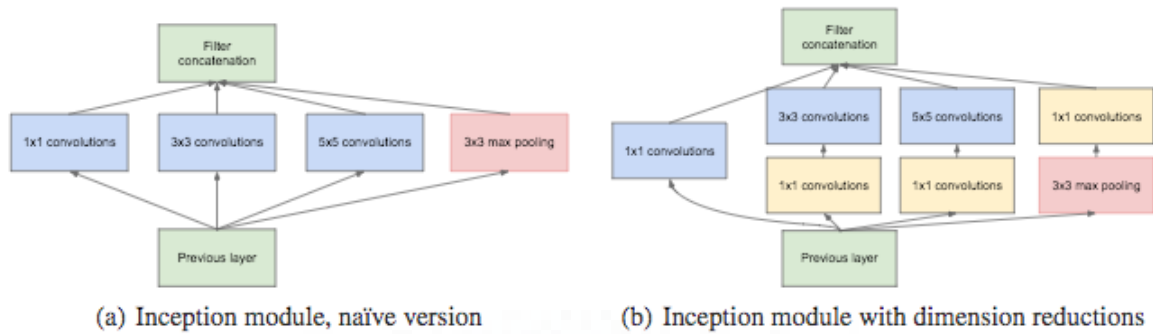 Filter
concatenation
1x1 convolutions
3x3 convolutions
5x5 convolutions
3x3 max pooling
Previous layer
(a) Inception module, naïve version
Filter
concatenation
3x3 convolutions
5x5 convolutions
1x1 convolutions
1x1 convolutions
1x1 convolutions
1x1 convolutions
3x3 max pooling
Previous layer
(b) Inception module with dimension reductions